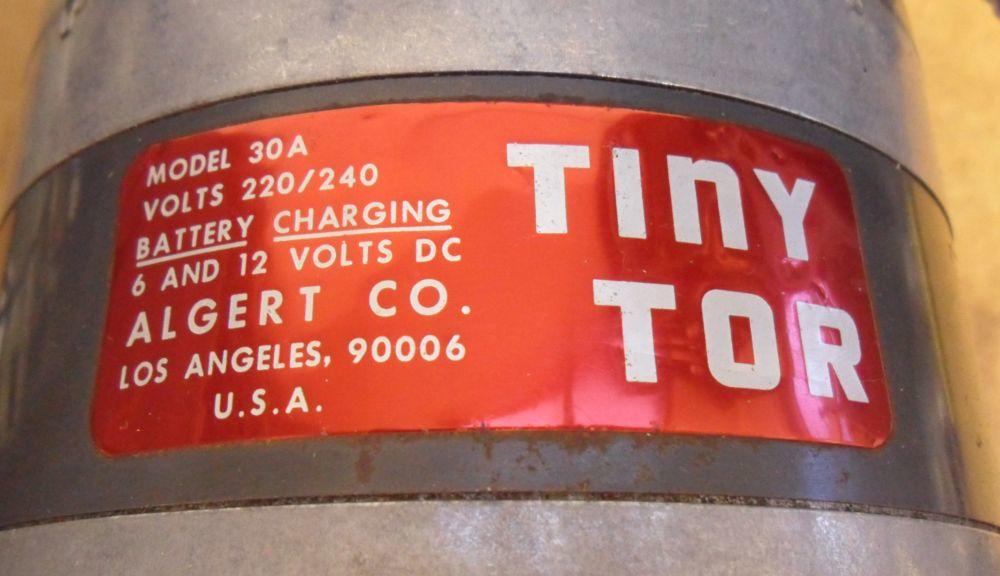 MODEL 30A
VOLTS 220/240
BATTERY CHARGING
6 AND 12 VOLTS DC
ALGERT CO.
LOS ANGELES, 90006
U.S.A.
TINY
TOR